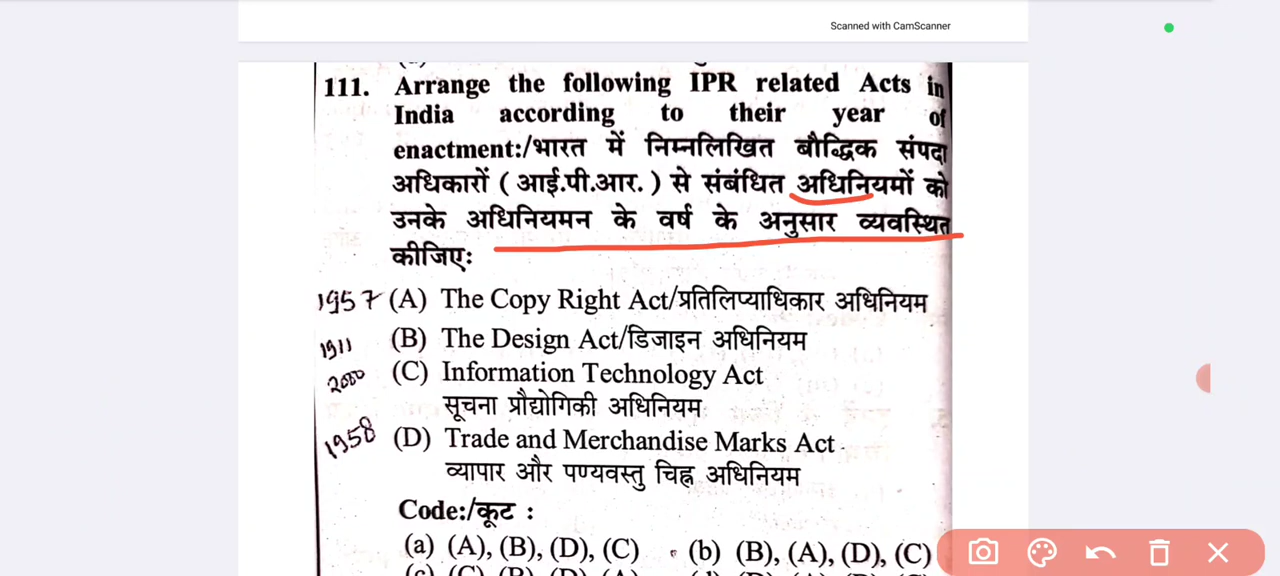 Scanned with CamScanner
111. Arrange the following IPR related Acts in
India according to their year of
enactment:/भारत में निम्नलिखित बौद्धिक संपदा
अधिकारों ( आई.पी.आर. ) से संबंधित अधिनियमों को
उनके अधिनियमन के वर्ष के अनुसार व्यवस्थित
कीजिए:
1957 (A) The Copy Right Act/प्रतिलिप्याधिकार अधिनियम
1911 (B) The Design Act/डिजाइन अधिनियम
2000 (C) Information Technology Act
सूचना प्रौद्योगिकी अधिनियम
1958 (D) Trade and Merchandise Marks Act
व्यापार और पण्यवस्तु चिह्न अधिनियम
Code:/कूट :
(a) (A), (B), (D), (C) (b) (B), (A), (D), (C)